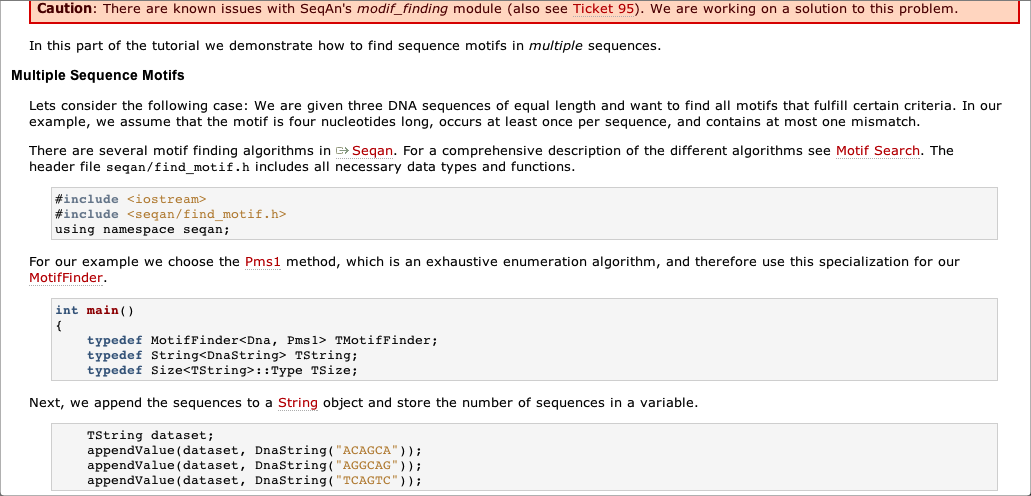 Caution: There are known issues with SeqAn's modif_finding module (also see Ticket 95). We are working on a solution to this problem.
In this part of the tutorial we demonstrate how to find sequence motifs in multiple sequences.
Multiple Sequence Motifs
Lets consider the following case: We are given three DNA sequences of equal length and want to find all motifs that fulfill certain criteria. In our
example, we assume that the motif is four nucleotides long, occurs at least once per sequence, and contains at most one mismatch.
There are several motif finding algorithms in Seqan. For a comprehensive description of the different algorithms see Motif Search. The
header file seqan/find_motif.h includes all necessary data types and functions.
#include <iostream>
#include <seqan/find_motif.h>
using namespace seqan;
For our example we choose the Pms1 method, which is an exhaustive enumeration algorithm, and therefore use this specialization for our
MotifFinder.
int main()
{
    typedef MotifFinder<Dna, Pms1> TMotifFinder;
    typedef String<DnaString> TString;
    typedef Size<TString>::Type TSize;
Next, we append the sequences to a String object and store the number of sequences in a variable.
    TString dataset;
    appendValue(dataset, DnaString("ACAGCA"));
    appendValue(dataset, DnaString("AGGCAG"));
    appendValue(dataset, DnaString("TCAGTC"));